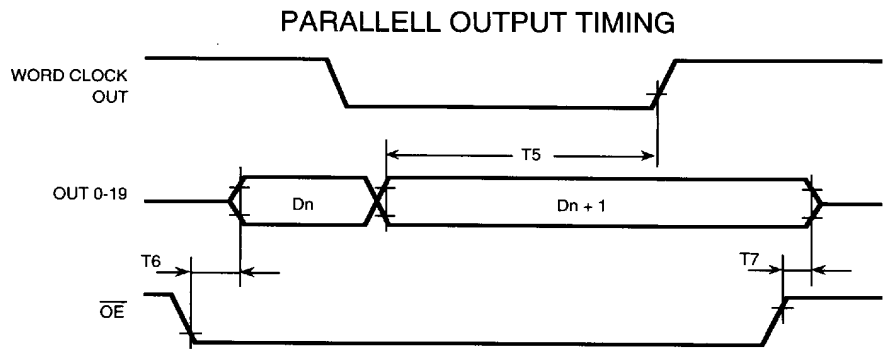 PARALLELL OUTPUT TIMING
WORD CLOCK
OUT
T5
OUT 0-19
Dn
Dn + 1
T6
T7
OE